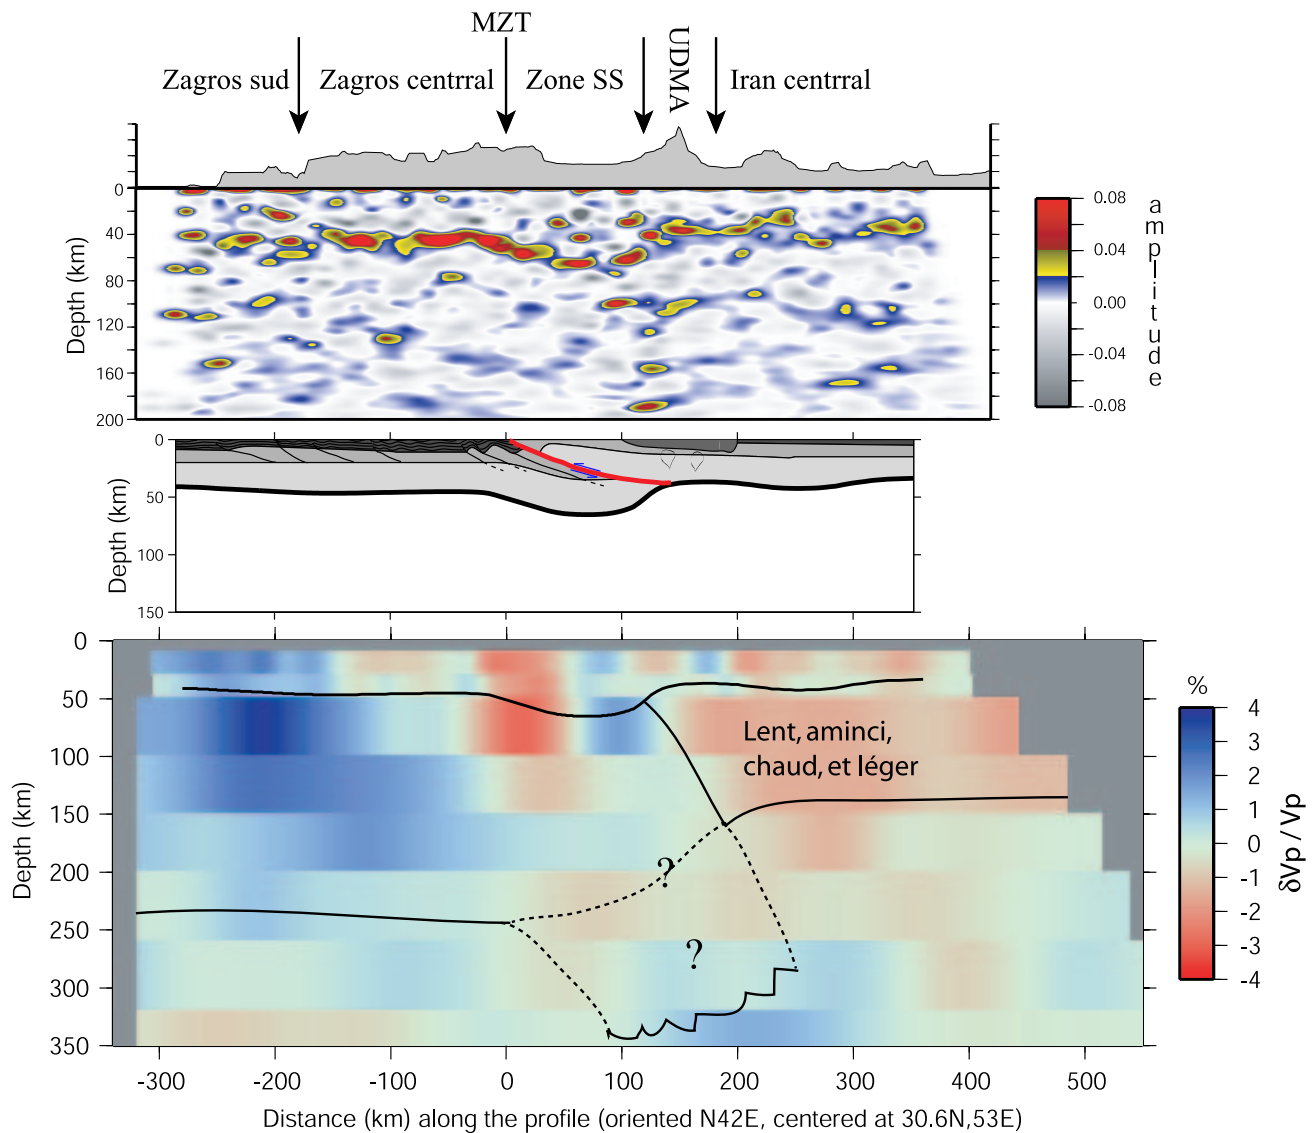 MZT
UDMA
Zagros sud
Zagros centrral
Zone SS
Iran centrral
0
40
80
120
160
200
Depth (km)
0.08
0.04
0.00
-0.04
-0.08
amplitude
0
50
100
150
Depth (km)
0
50
100
150
200
250
300
350
Depth (km)
Lent, aminci,
chaud, et léger
?
?
%
4
3
2
1
0
-1
-2
-3
-4
δVp / Vp
-300 -200 -100 0 100 200 300 400 500
Distance (km) along the profile (oriented N42E, centered at 30.6N,53E)